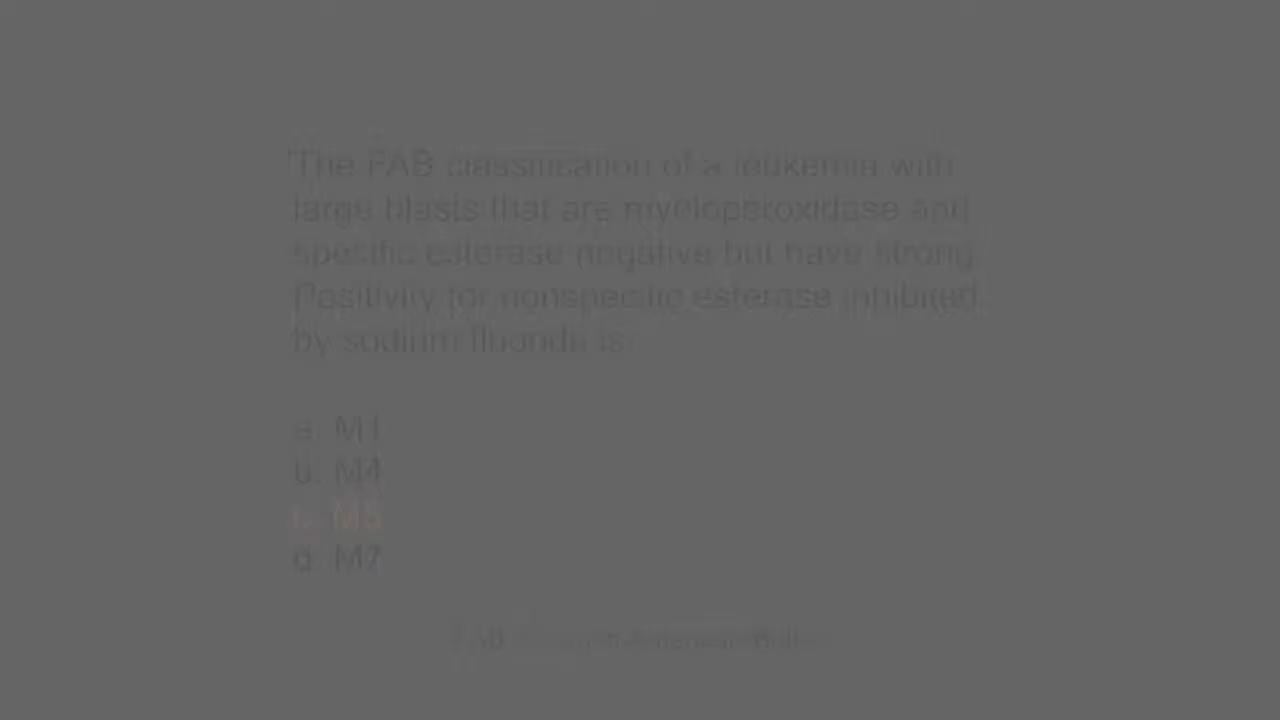 The FAB classification of a leukemia with
large blasts that are myeloperoxidase and
specific esterase negative but have strong
Positivity for nonspecific esterase inhibited
by sodium fluoride is:
a. M1
b. M4
c. M5
d. M7
FAB